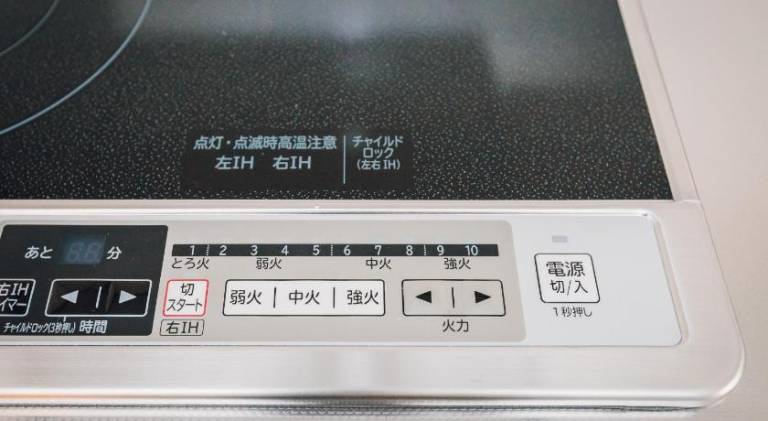 点灯・点滅時高温注意
左IH 右IH
チャイルド
ロック
(左右IH)
あと 分
右IH
イマー
チャイルドロック(3秒押し) 時間
1 2 3 4 5 6 7 8 9 10
とろ火 弱火 中火 強火
切
スタート
右IH
弱火 中火 強火
火力
電源
切/入
1秒押し